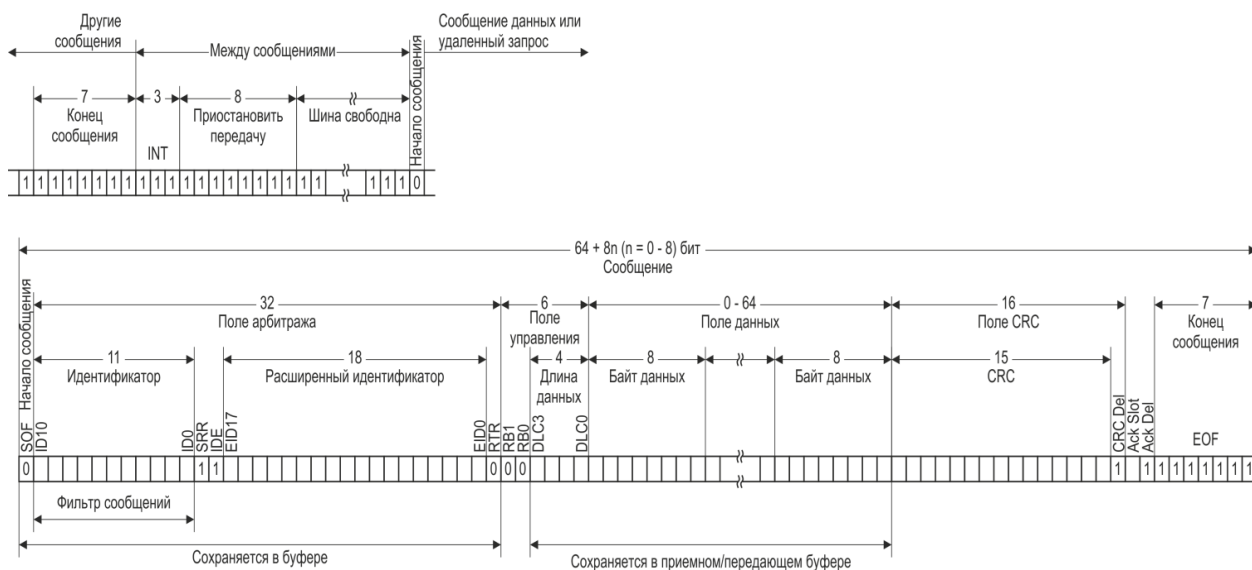 Другие
сообщения
Между сообщениями
Сообщение данных или
удаленный запрос
Начало сообщения
7
Конец
сообщения
3
INT
8
Приостановить
передачу
Шина свободна
1 1 1 1 1 1 1 1 1 1 1 1 1 1 1 1 1 1 1 1 1 1 1 1 0
64 + 8n (n = 0 - 8) бит
Сообщение
Начало сообщения
32
Поле арбитража
6
Поле
управления
0 - 64
Поле данных
16
Поле CRC
7
Конец
сообщения
11
Идентификатор
18
Расширенный идентификатор
4
Длина
данных
8
Байт данных
8
Байт данных
15
CRC
SOF
ID10
ID0
SRR
IDE
EID17
EID0
RTR
RB1
RB0
DLC3
DLC0
CRC Del
Ack Slot
Ack Del
EOF
0 1 1 0 0 0 1 1 1 1 1 1 1 1 1
Фильтр сообщений
Сохраняется в буфере
Сохраняется в приемном/передающем буфере